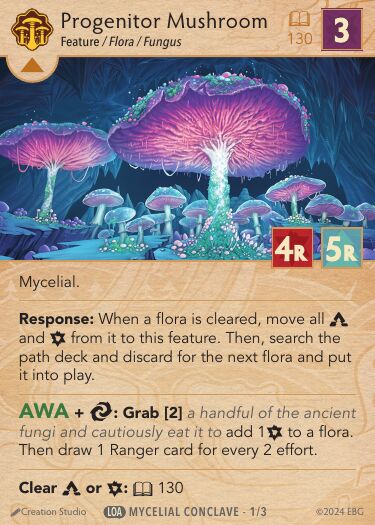 Progenitor Mushroom
130
3
Feature / Flora / Fungus
4R
5R
Mycelial.
Response: When a flora is cleared, move all
and from it to this feature. Then, search the
path deck and discard for the next flora and put
it into play.
AWA + : Grab [2] a handful of the ancient
fungi and cautiously eat it to add 1 to a flora.
Then draw 1 Ranger card for every 2 effort.
Clear or : 130
Creation Studio
LOA MYCELIAL CONCLAVE - 1/3
©2024 EBG